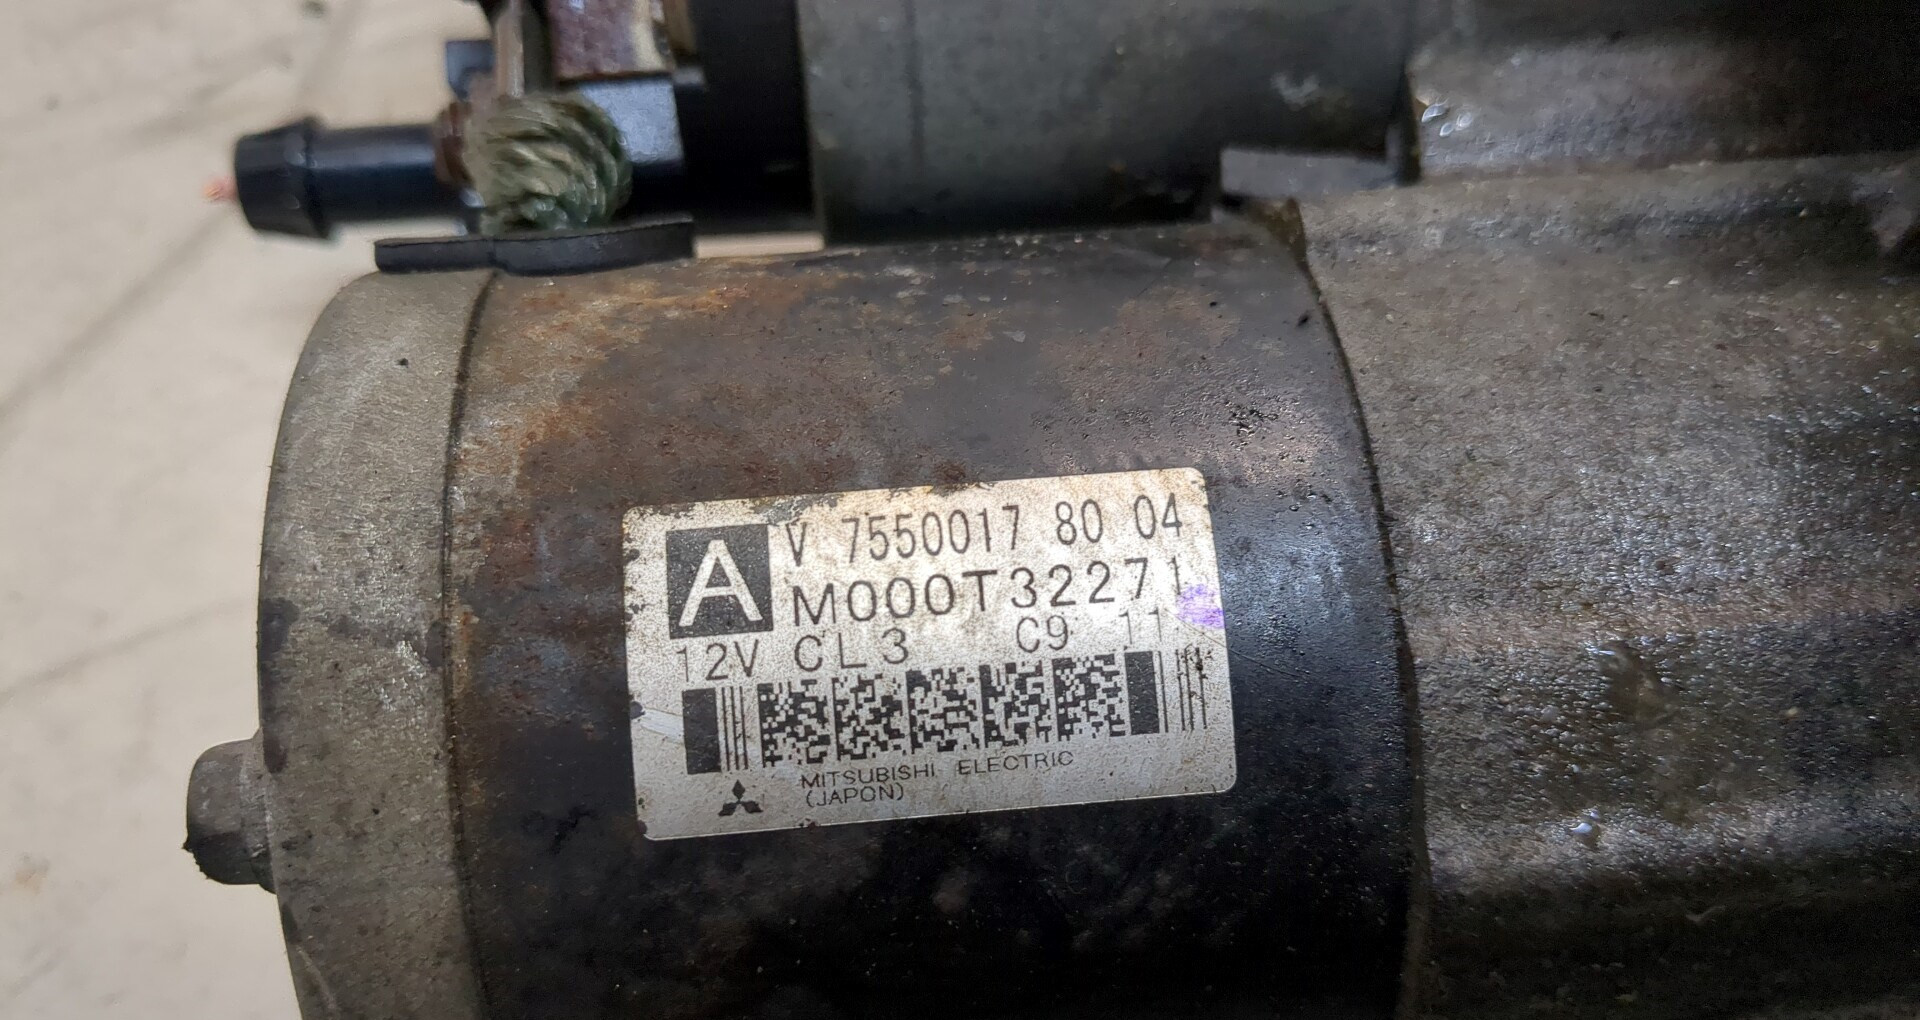 A
V 7550017 80 04
M000T32271
12V CL3 C9 11
MITSUBISHI ELECTRIC
(JAPON)